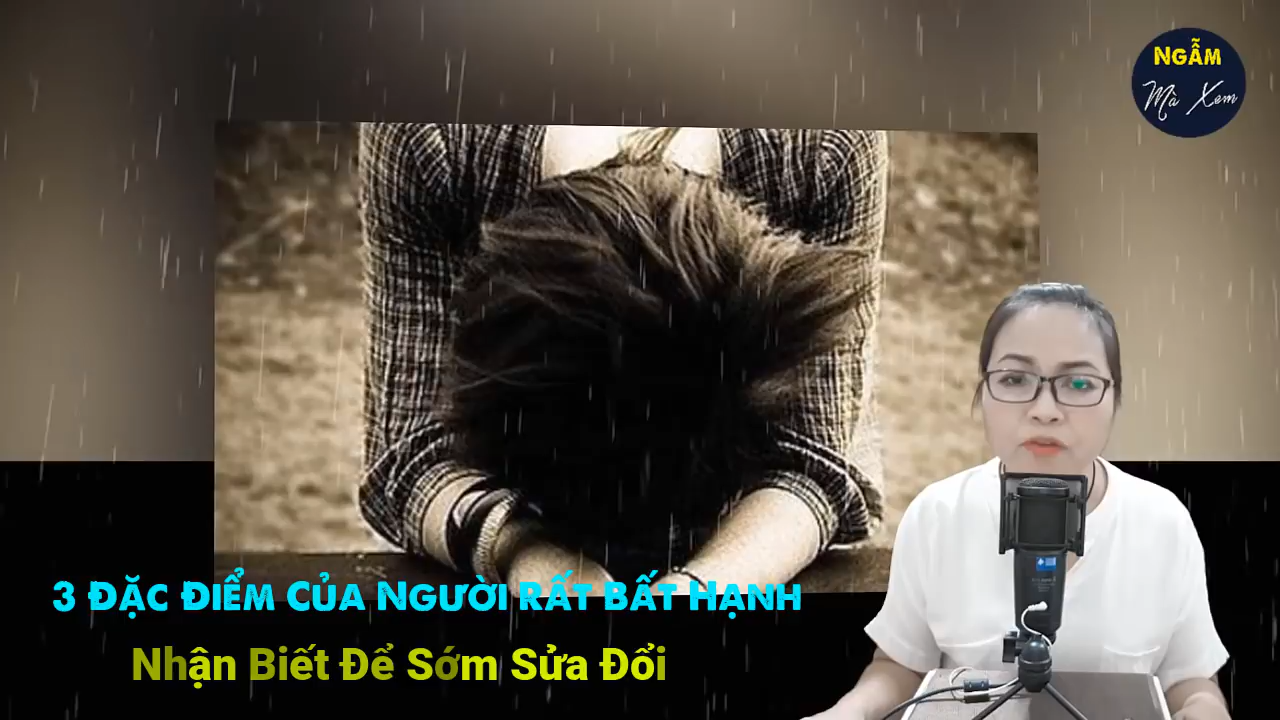 NGẪM
Mà Xem
3 ĐẶC ĐIỂM CỦA NGƯỜI RẤT BẤT HẠNH
Nhận Biết Để Sớm Sửa Đổi